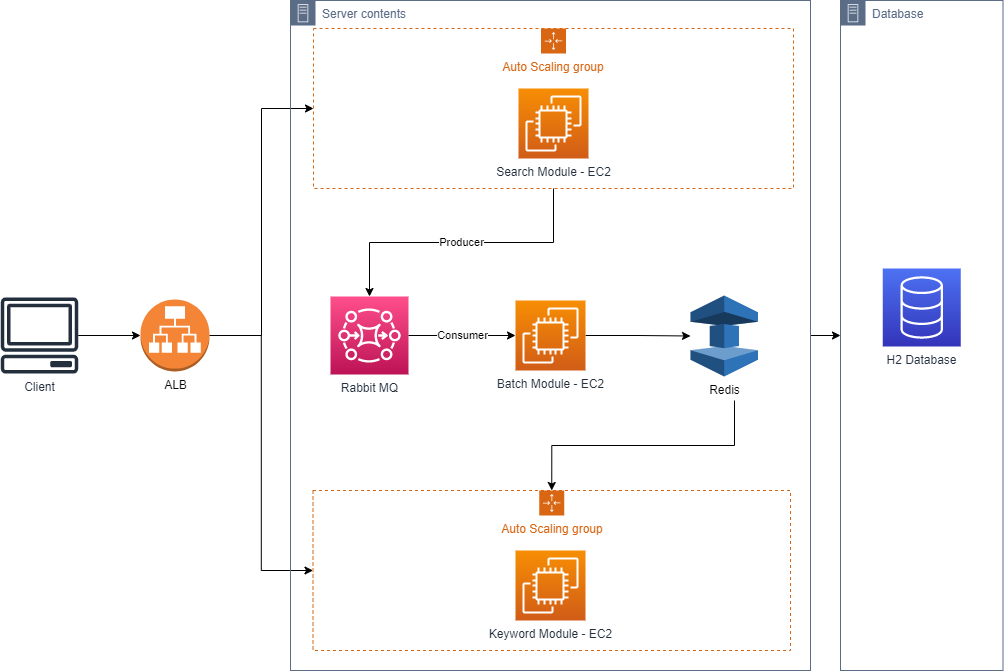 Server contents
Database
Auto Scaling group
Search Module - EC2
Producer
Client
ALB
Rabbit MQ
Consumer
Batch Module - EC2
Redis
H2 Database
Auto Scaling group
Keyword Module - EC2